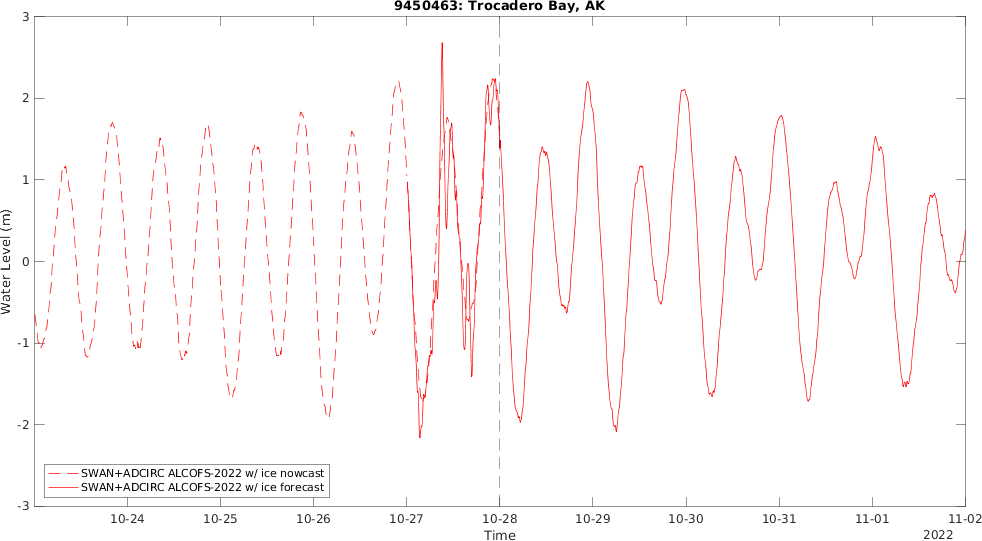 9450463: Trocadero Bay, AK
Water Level (m)
3
2
1
0
-1
-2
-3
SWAN+ADCIRC ALCOFS-2022 w/ ice nowcast
SWAN+ADCIRC ALCOFS-2022 w/ ice forecast
10-24 10-25 10-26 10-27 10-28 10-29 10-30 10-31 11-01 11-02
Time
2022